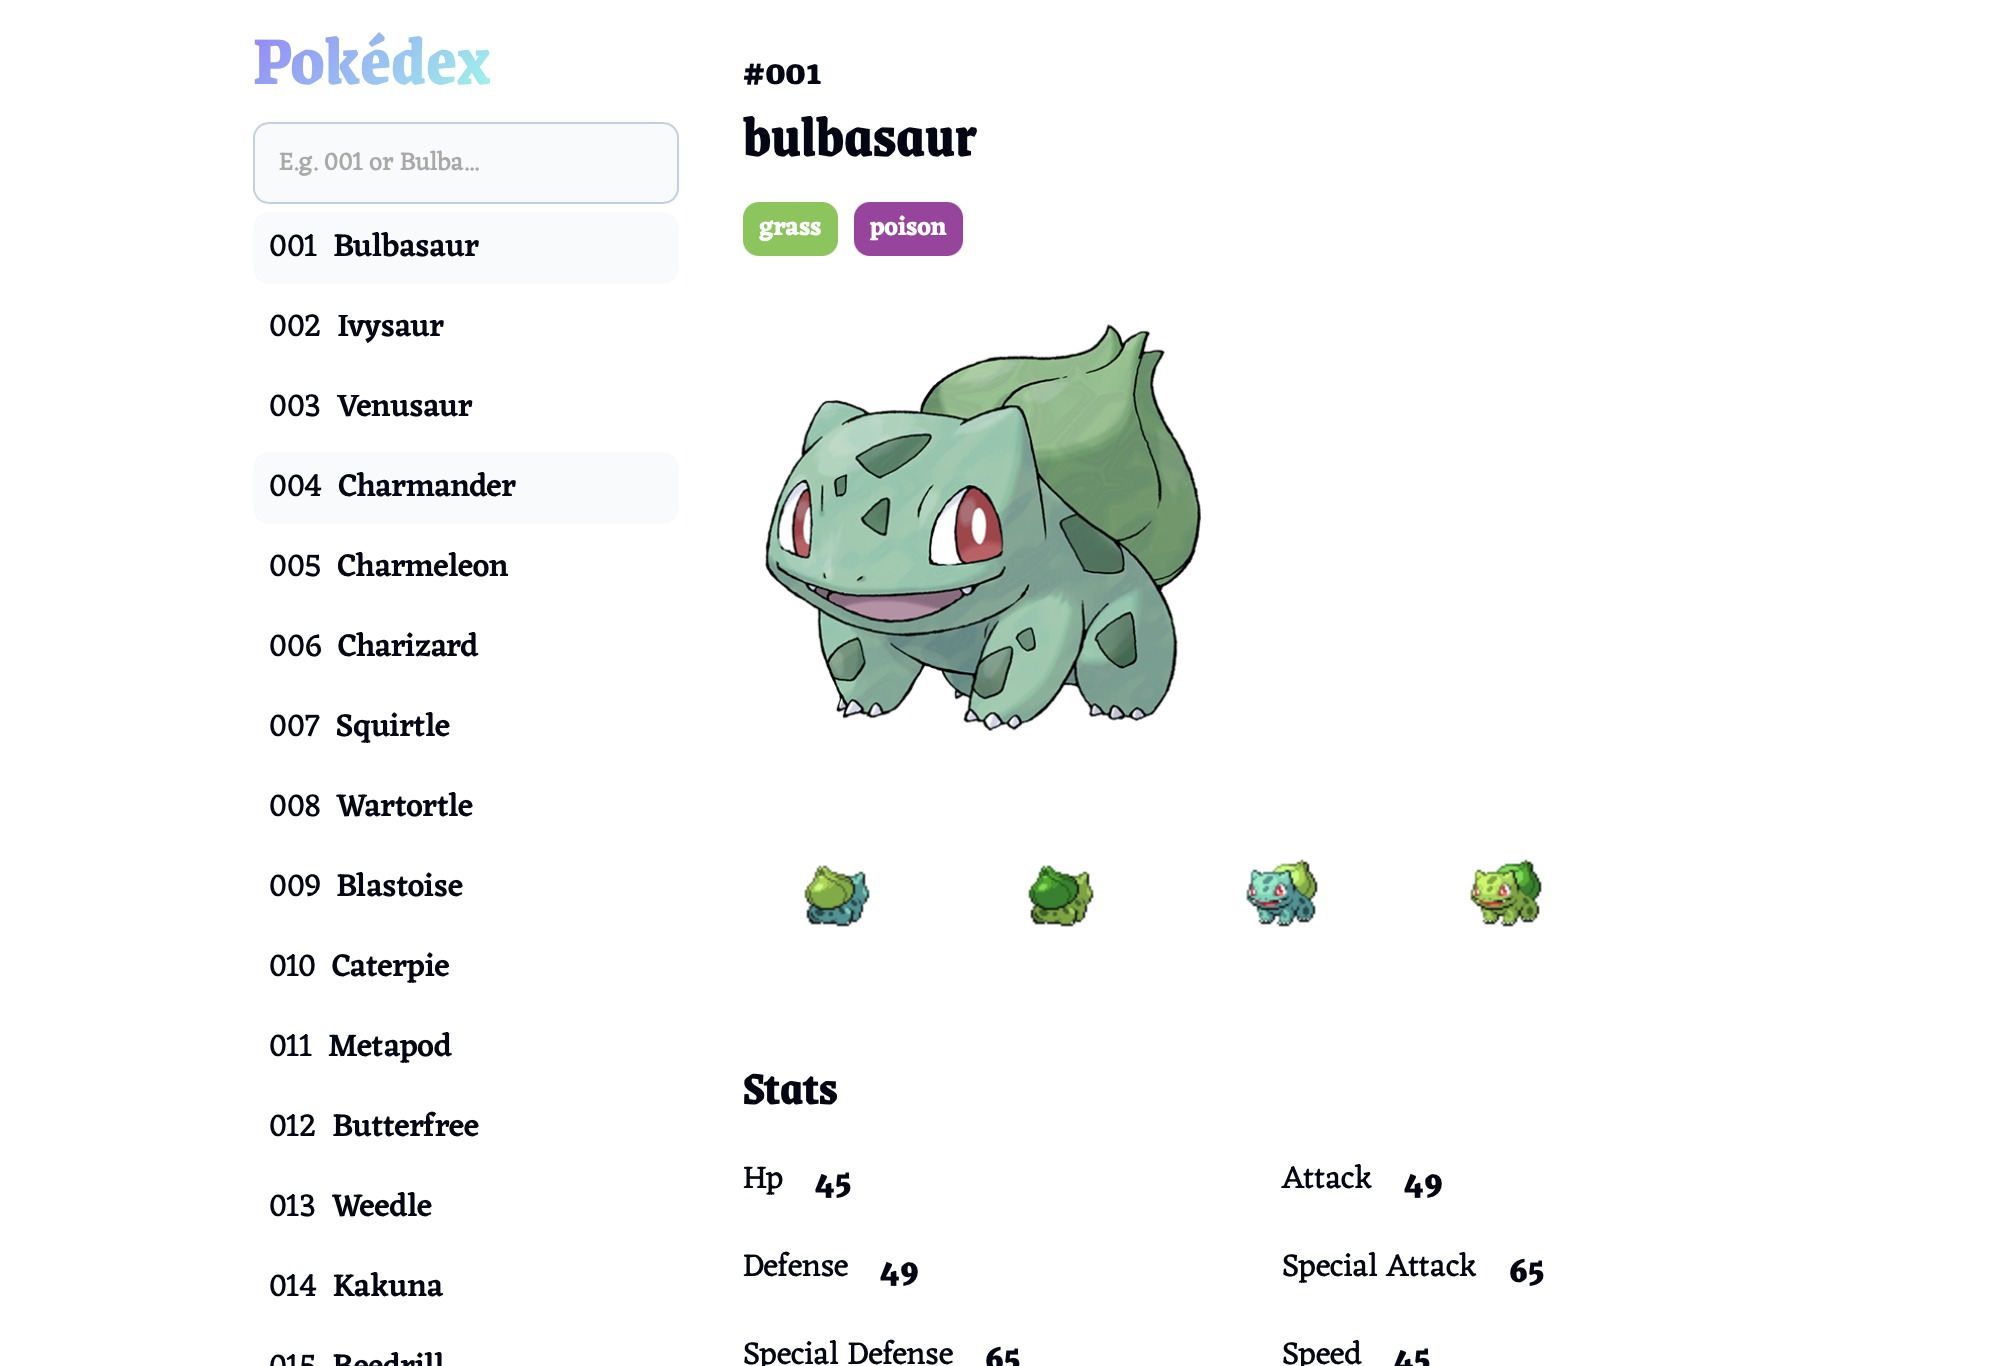 Pokédex
E.g. 001 or Bulba...
001 Bulbasaur
002 Ivysaur
003 Venusaur
004 Charmander
005 Charmeleon
006 Charizard
007 Squirtle
008 Wartortle
009 Blastoise
010 Caterpie
011 Metapod
012 Butterfree
013 Weedle
014 Kakuna
015 Beedrill
#001
bulbasaur
grass poison
Stats
Hp 45 Attack 49
Defense 49 Special Attack 65
Special Defense 65 Speed 45